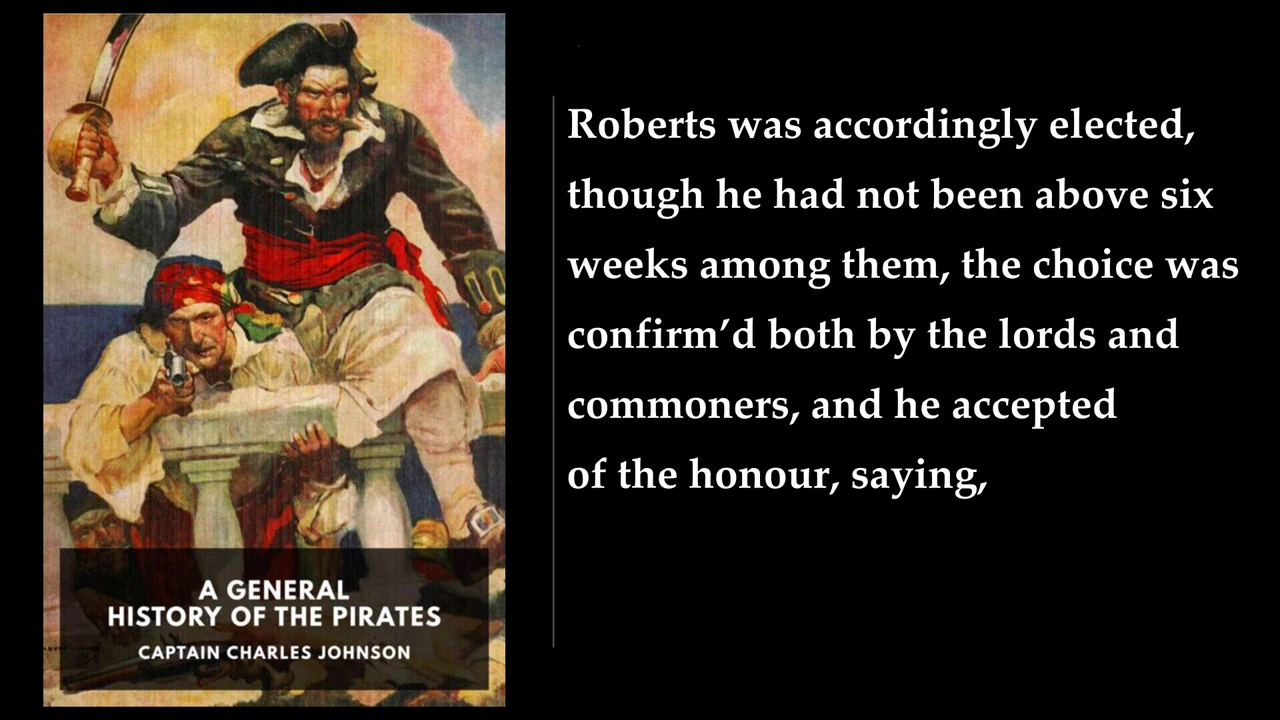 A GENERAL
HISTORY OF THE PIRATES
CAPTAIN CHARLES JOHNSON
Roberts was accordingly elected,
though he had not been above six
weeks among them, the choice was
confirm’d both by the lords and
commoners, and he accepted
of the honour, saying,